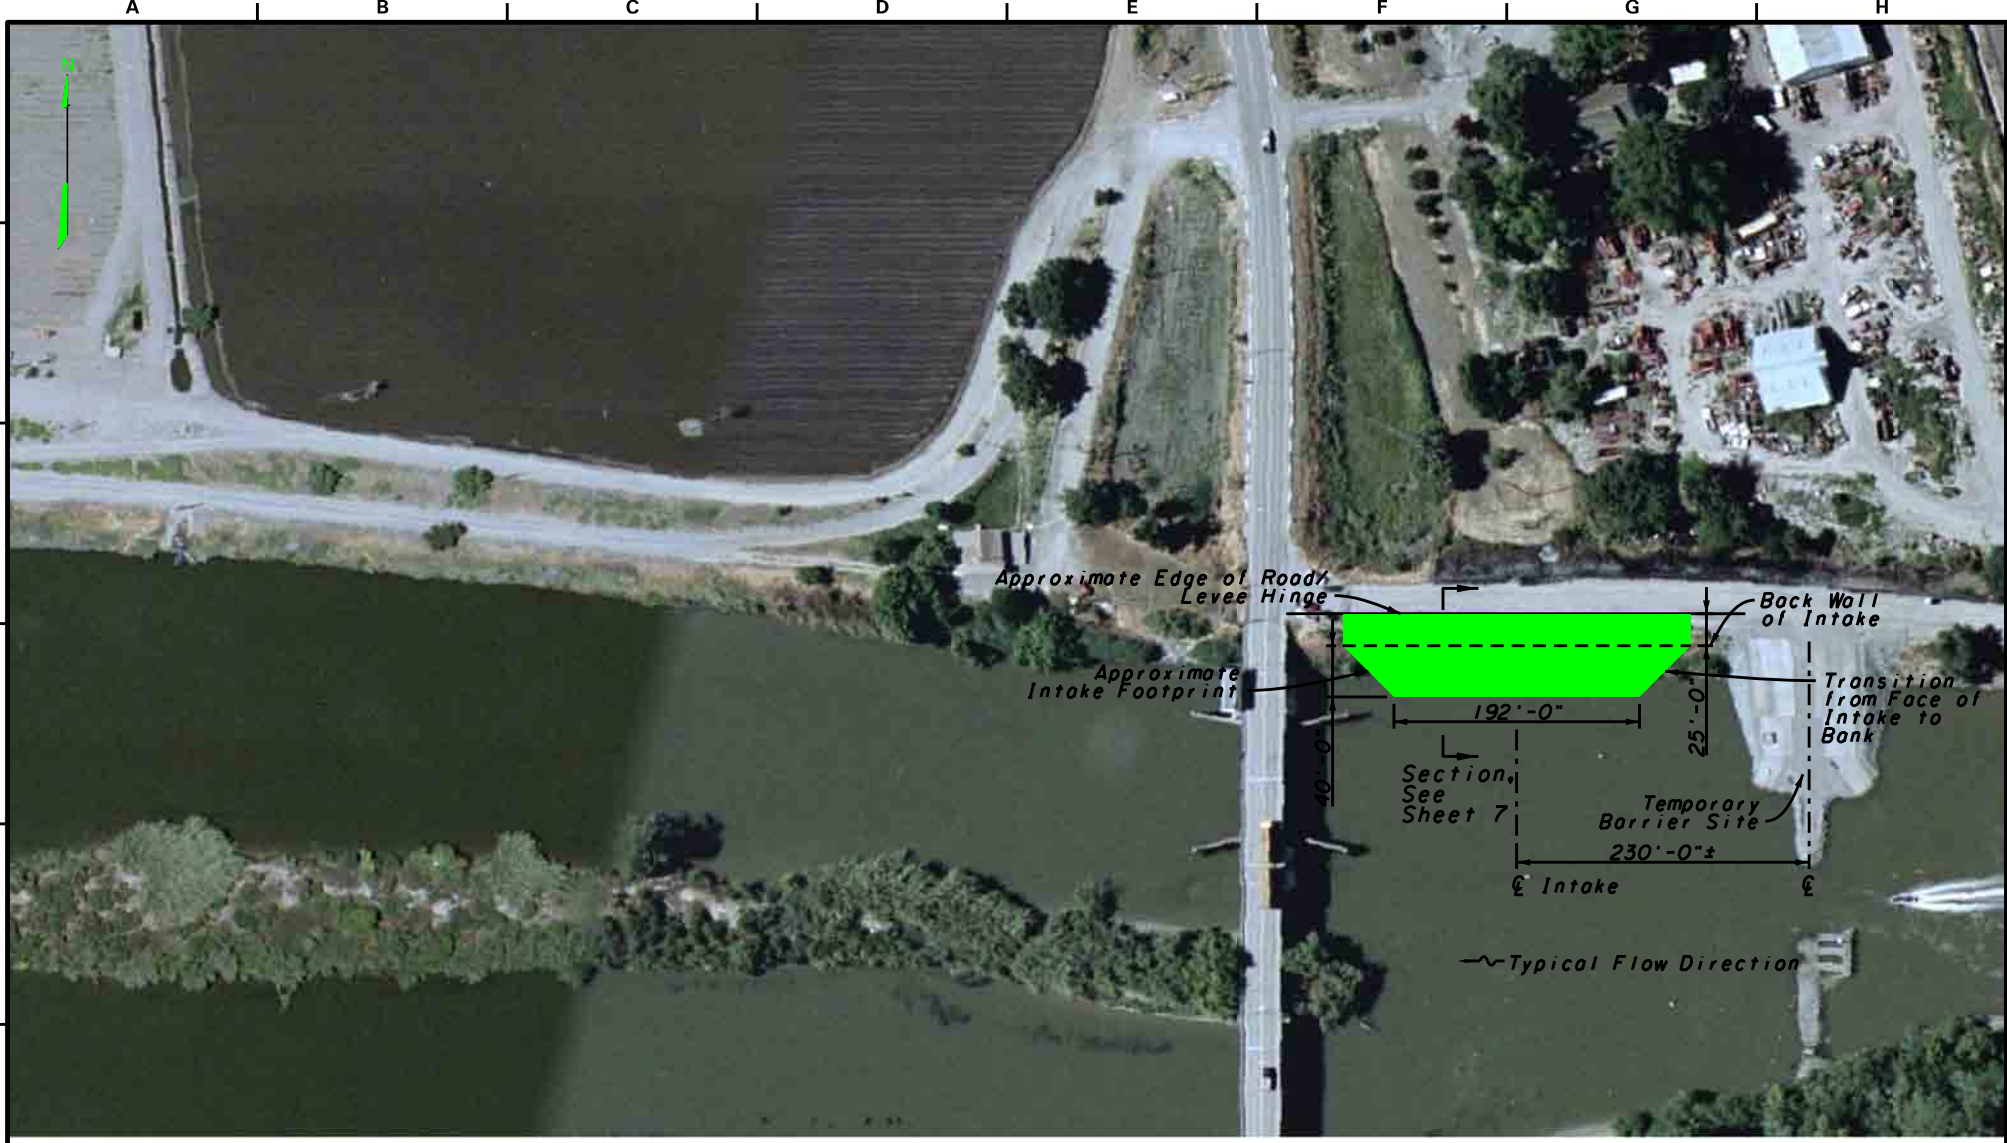 A B C D E F G H
N
Approximate Edge of Road/
Levee Hinge
Back Wall
of Intake
Approximate
Intake Footprint
Transition
from Face of
Intake to
Bank
192'-0"
25'-0"
40'-0"
Section,
See
Sheet 7
Temporary
Barrier Site
230'-0"±
℄ Intake
℄
Typical Flow Direction